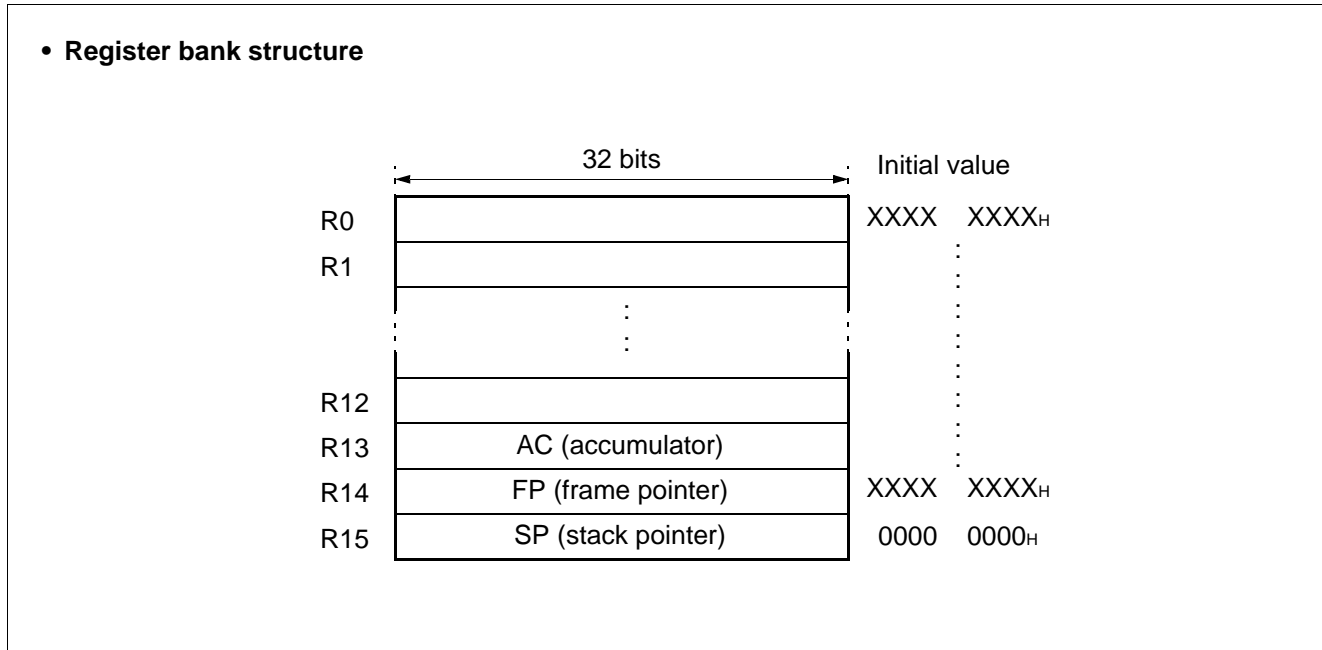 • Register bank structure
32 bits Initial value
R0 XXXX XXXXH
R1
R12
R13 AC (accumulator)
R14 FP (frame pointer) XXXX XXXXH
R15 SP (stack pointer) 0000 0000H